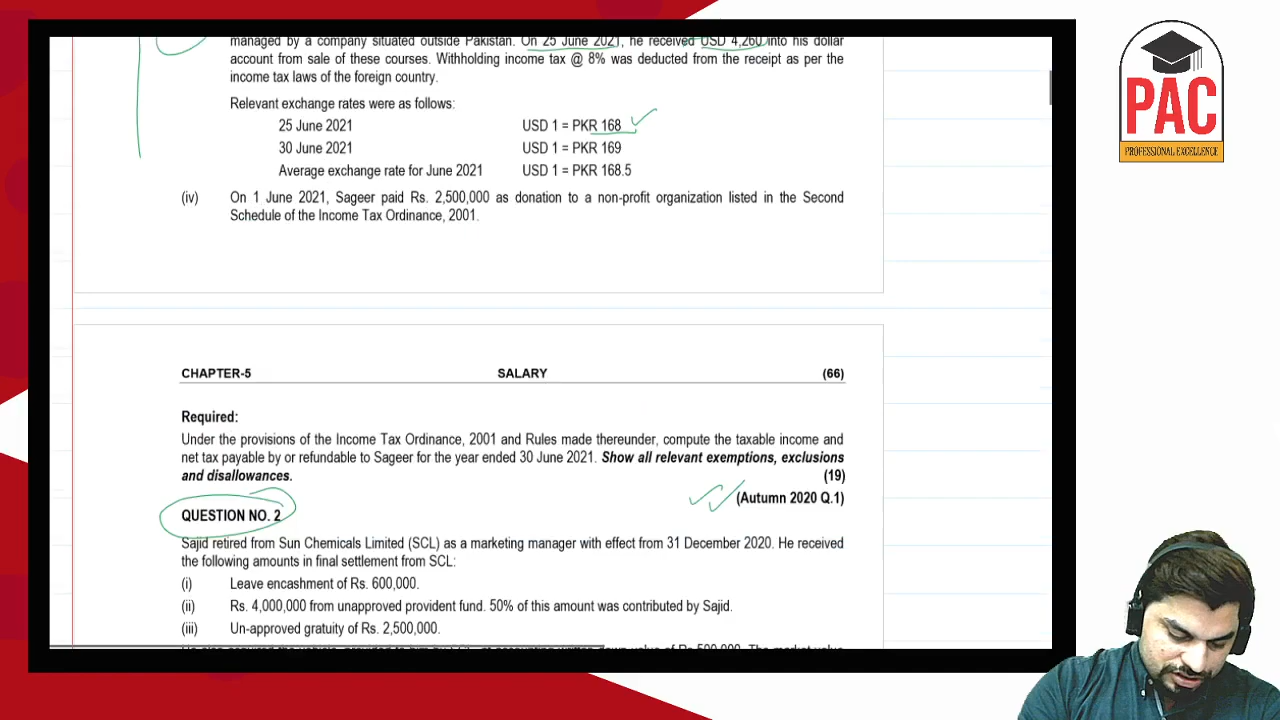 managed by a company situated outside Pakistan. On 25 June 2021, he received USD 4,260 into his dollar
account from sale of these courses. Withholding income tax @ 8% was deducted from the receipt as per the
income tax laws of the foreign country.
Relevant exchange rates were as follows:
25 June 2021 USD 1 = PKR 168
30 June 2021 USD 1 = PKR 169
Average exchange rate for June 2021 USD 1 = PKR 168.5
(iv) On 1 June 2021, Sageer paid Rs. 2,500,000 as donation to a non-profit organization listed in the Second
Schedule of the Income Tax Ordinance, 2001.
CHAPTER-5 SALARY (66)
Required:
Under the provisions of the Income Tax Ordinance, 2001 and Rules made thereunder, compute the taxable income and
net tax payable by or refundable to Sageer for the year ended 30 June 2021. Show all relevant exemptions, exclusions
and disallowances. (19)
(Autumn 2020 Q.1)
QUESTION NO. 2
Sajid retired from Sun Chemicals Limited (SCL) as a marketing manager with effect from 31 December 2020. He received
the following amounts in final settlement from SCL:
(i) Leave encashment of Rs. 600,000.
(ii) Rs. 4,000,000 from unapproved provident fund. 50% of this amount was contributed by Sajid.
(iii) Un-approved gratuity of Rs. 2,500,000.
PAC
PROFESSIONAL EXCELLENCE